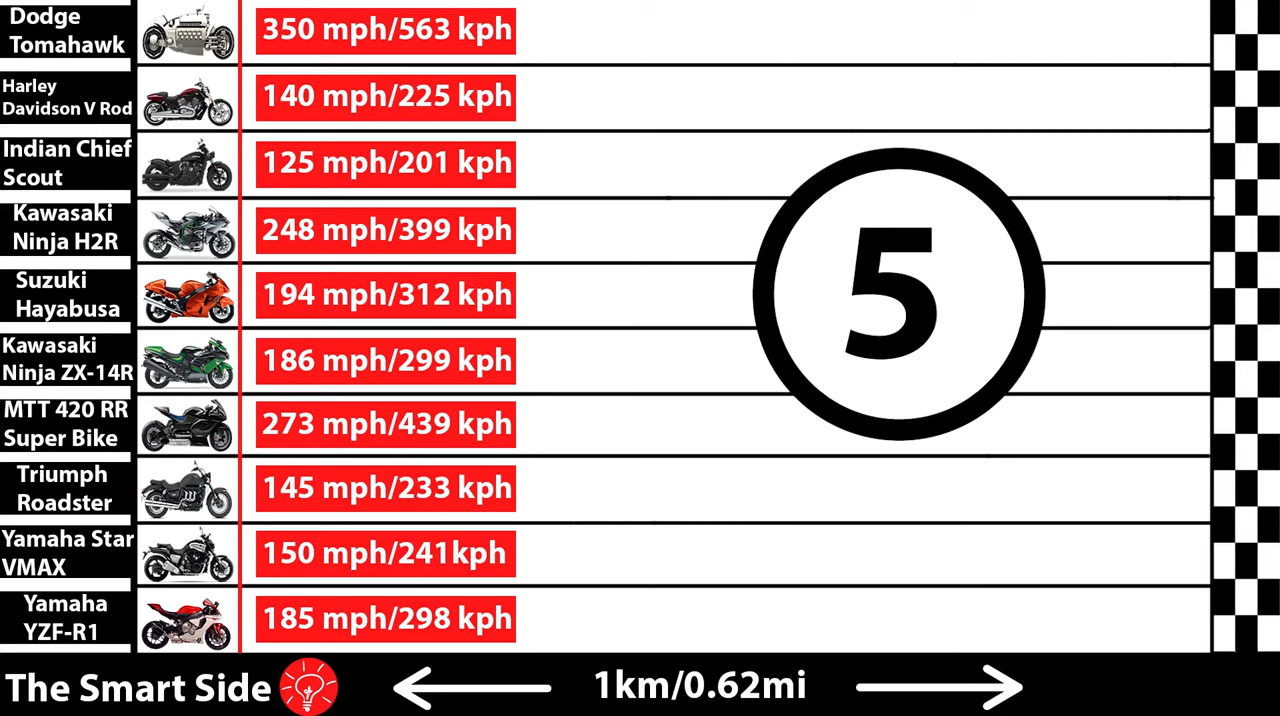 Dodge
Tomahawk
350 mph/563 kph
Harley
Davidson V Rod
140 mph/225 kph
Indian Chief
Scout
125 mph/201 kph
Kawasaki
Ninja H2R
248 mph/399 kph
Suzuki
Hayabusa
194 mph/312 kph
Kawasaki
Ninja ZX-14R
186 mph/299 kph
MTT 420 RR
Super Bike
273 mph/439 kph
Triumph
Roadster
145 mph/233 kph
Yamaha Star
VMAX
150 mph/241kph
Yamaha
YZF-R1
185 mph/298 kph
5
The Smart Side
1km/0.62mi